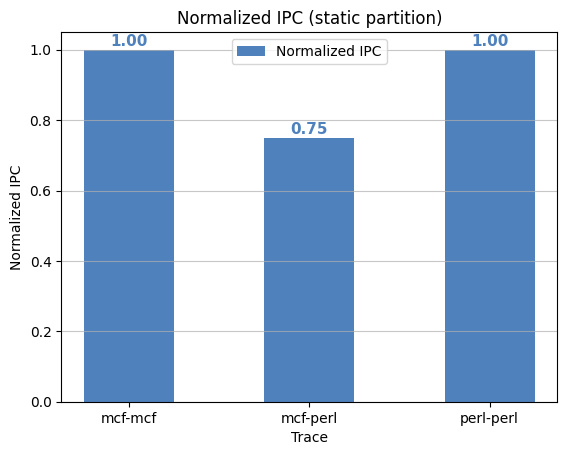 Normalized IPC (static partition)
Normalized IPC
1.00
0.75
1.00
Normalized IPC
1.0
0.8
0.6
0.4
0.2
0.0
mcf-mcf
mcf-perl
perl-perl
Trace